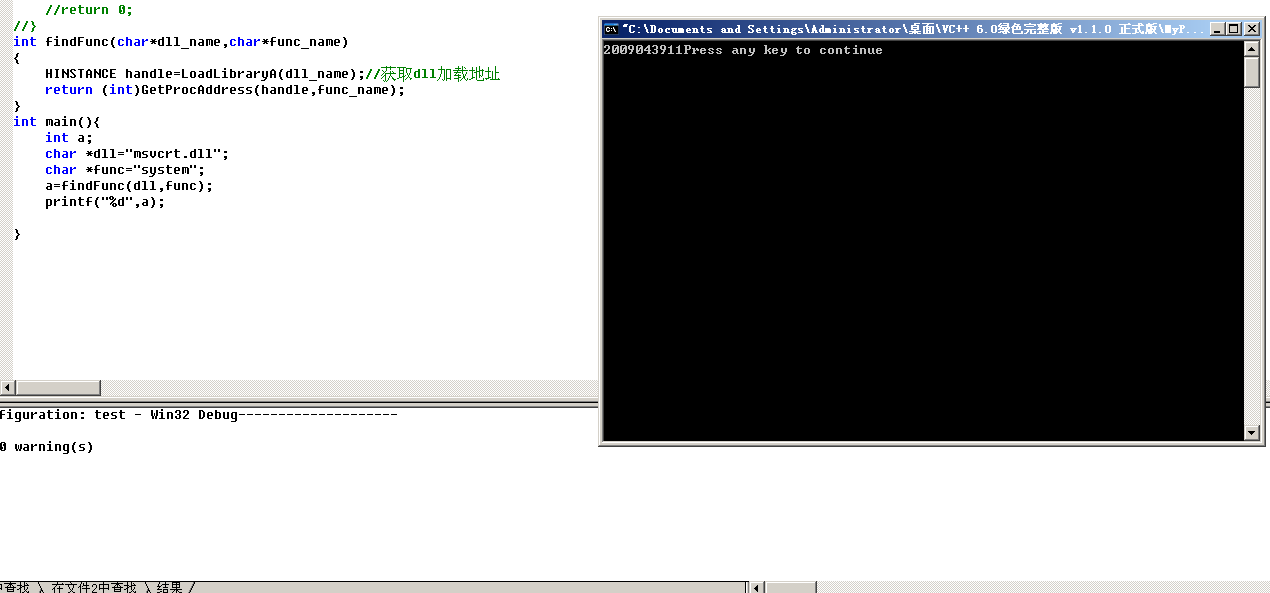 //return 0;
//}
int findFunc(char*dll_name,char*func_name)
{
HINSTANCE handle=LoadLibraryA(dll_name);//获取dll加载地址
return (int)GetProcAddress(handle,func_name);
}
int main(){
int a;
char *dll="msvcrt.dll";
char *func="system";
a=findFunc(dll,func);
printf("%d",a);
}
"C:\Documents and Settings\Administrator\桌面\VC++ 6.0绿色完整版 v1.1.0 正式版\MyP...
2009043911Press any key to continue
figuration: test - Win32 Debug--------------------
0 warning(s)
中查找 \ 在文件2中查找 \ 结果 /